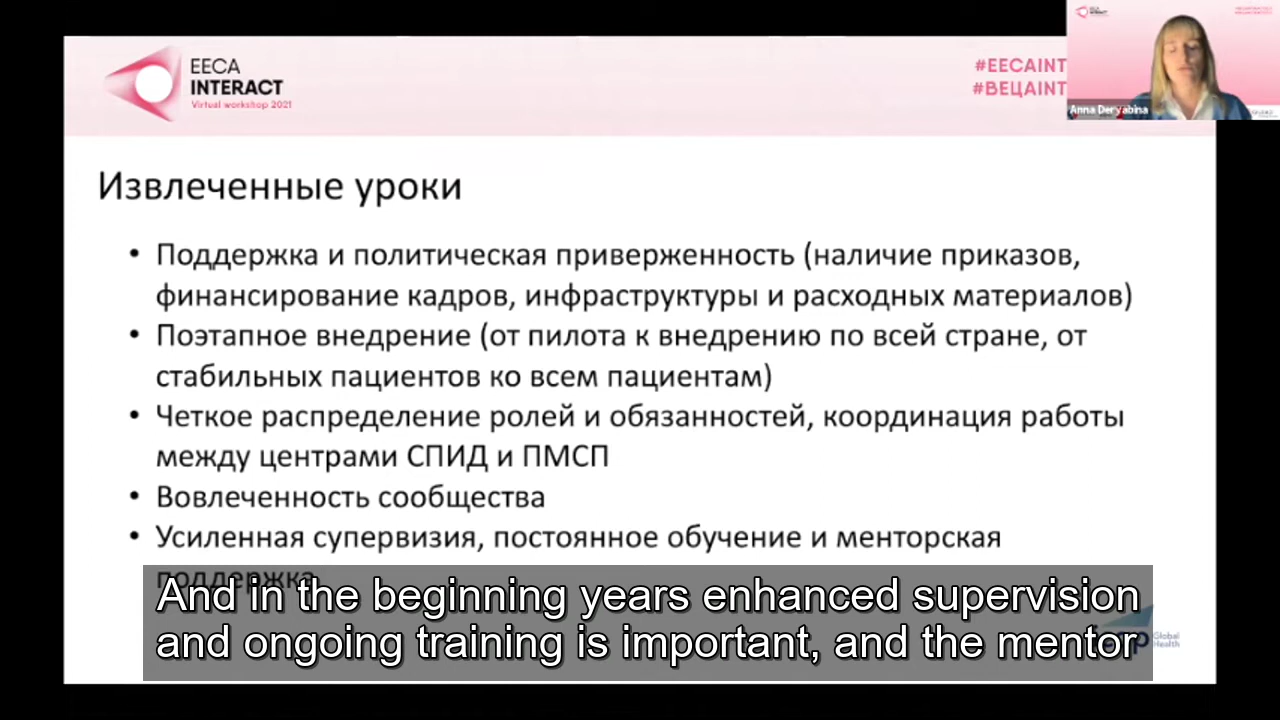 EECA
INTERACT
Virtual workshop 2021
#EECAINT
#ВЕЦАINT
Anna Deryabina
Извлеченные уроки
• Поддержка и политическая приверженность (наличие приказов,
финансирование кадров, инфраструктуры и расходных материалов)
• Поэтапное внедрение (от пилота к внедрению по всей стране, от
стабильных пациентов ко всем пациентам)
• Четкое распределение ролей и обязанностей, координация работы
между центрами СПИД и ПМСП
• Вовлеченность сообщества
• Усиленная супервизия, постоянное обучение и менторская
поддержка
And in the beginning years enhanced supervision
and ongoing training is important, and the mentor
Global
Health